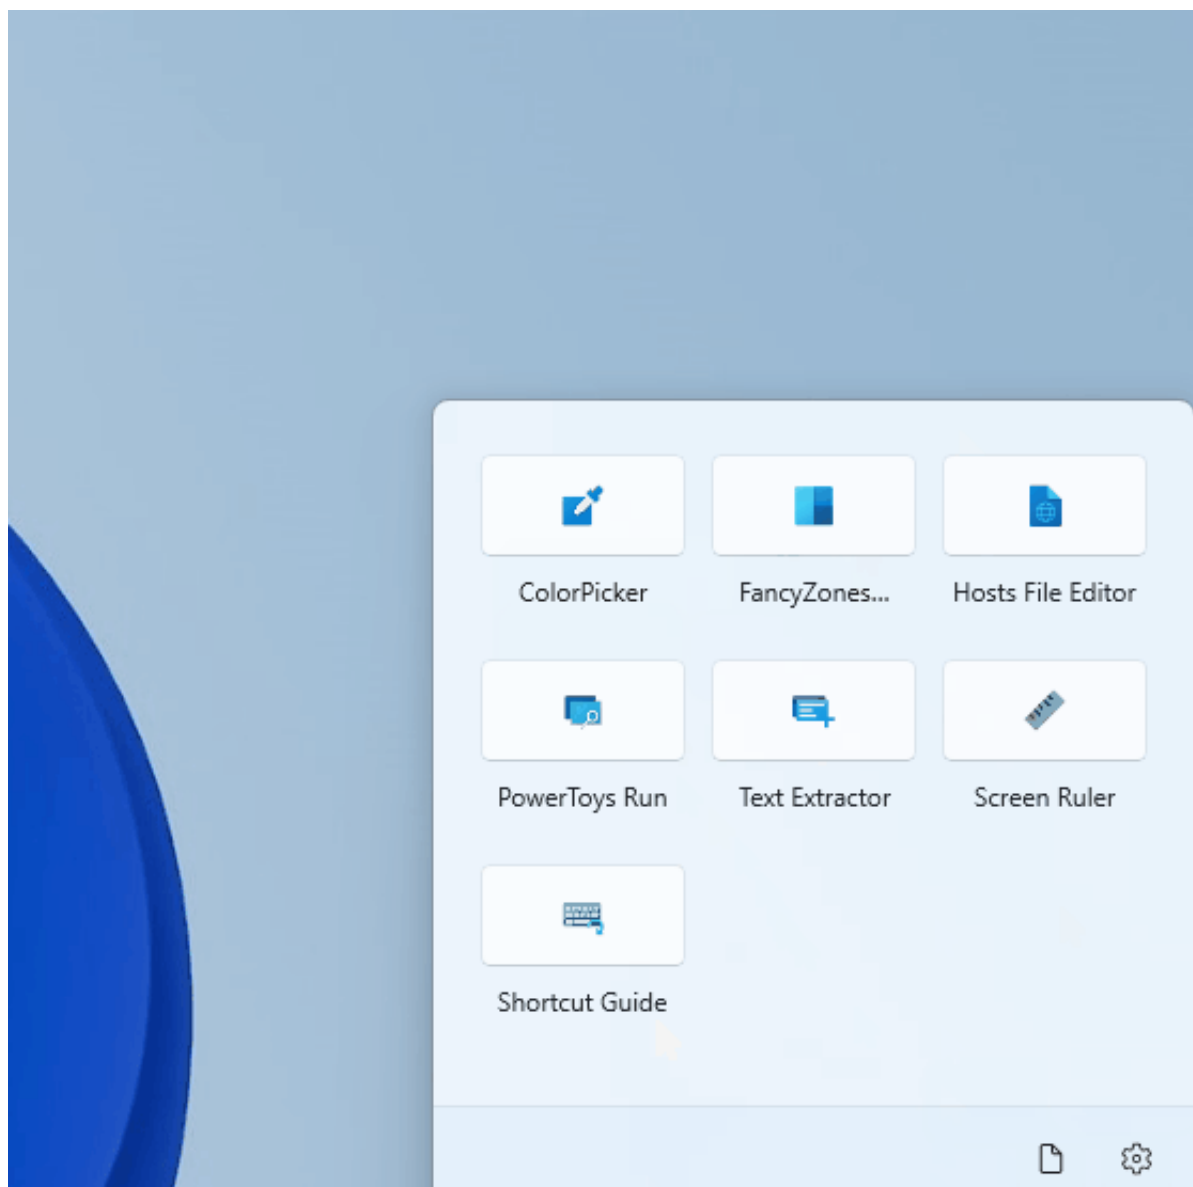 ColorPicker
FancyZones...
Hosts File Editor
PowerToys Run
Text Extractor
Screen Ruler
Shortcut Guide